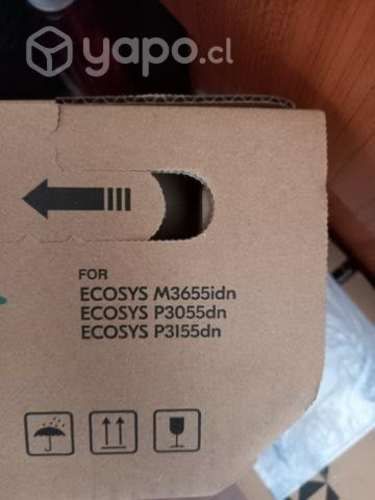 yapo.cl
FOR
ECOSYS M3655idn
ECOSYS P3055dn
ECOSYS P3155dn